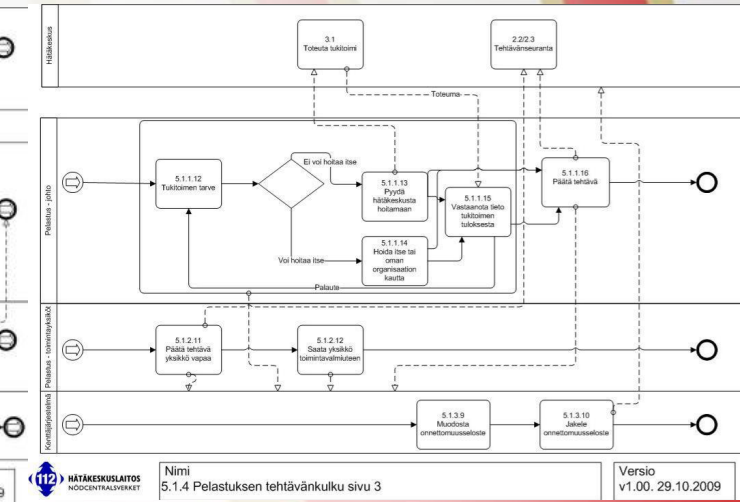 Hätäkeskus
3.1
Toteuta tukitoimi
2.2/2.3
Tehtävänseuranta
Toteuma
Pelastus - johto
5.1.1.12
Tukitoimen tarve
Ei voi hoitaa itse
5.1.1.13
Pyydä
hätäkeskusta
hoitamaan
5.1.1.15
Vastaanota tieto
tukitoimen
tuloksesta
5.1.1.16
Päätä tehtävä
Voi hoitaa itse
5.1.1.14
Hoida itse tai
oman
organisaation
kautta
Palaute
Pelastus - toimintayksiköt
5.1.2.11
Päätä tehtävä
yksikkö vapaa
5.1.2.12
Saata yksikkö
toimintavalmiuteen
Kenttäjärjestelmä
5.1.3.9
Muodosta
onnettomuusseloste
5.1.3.10
Jakele
onnettomuusseloste
9
112
HÄTÄKESKUSLAITOS
NÖDCENTRALSVERKET
Nimi
5.1.4 Pelastuksen tehtävänkulku sivu 3
Versio
v1.00. 29.10.2009